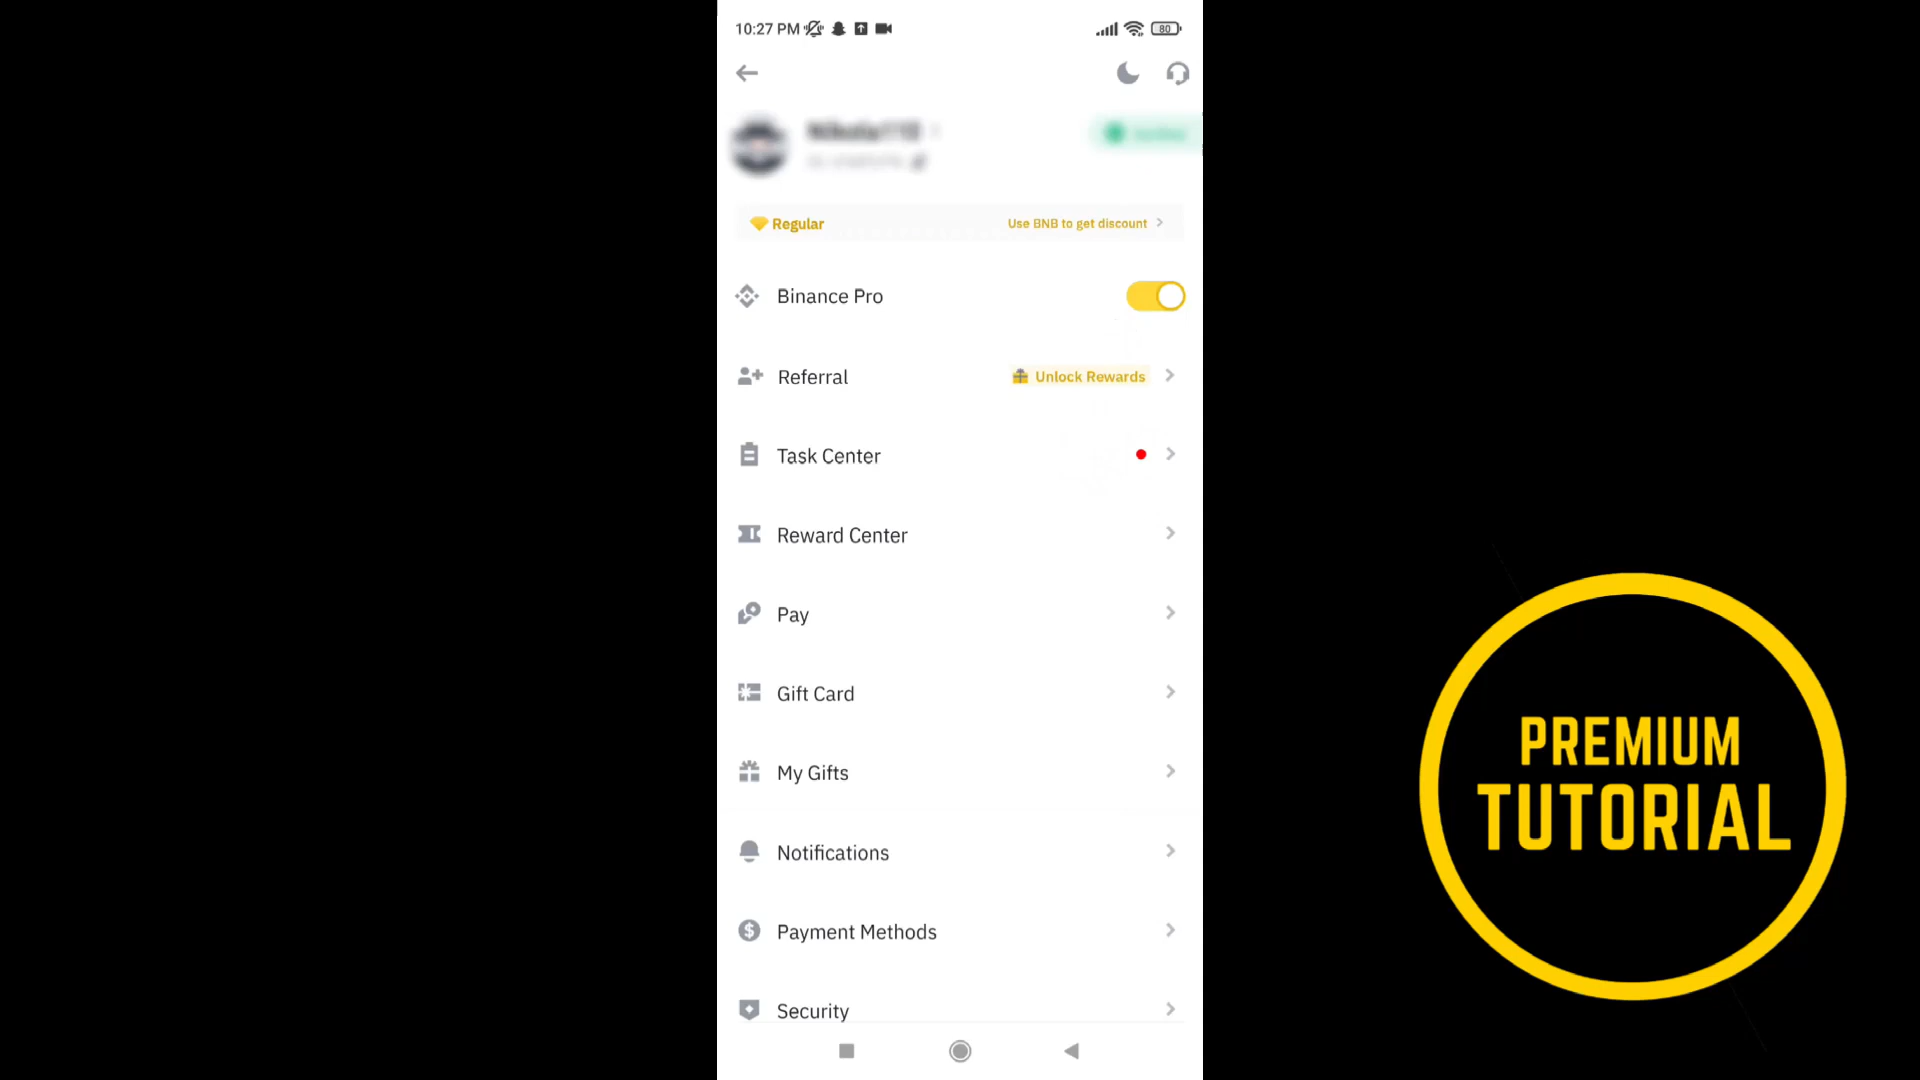 10:27 PM
80
Regular
Use BNB to get discount
Binance Pro
Referral
Unlock Rewards
Task Center
Reward Center
Pay
Gift Card
My Gifts
Notifications
Payment Methods
Security
PREMIUM
TUTORIAL